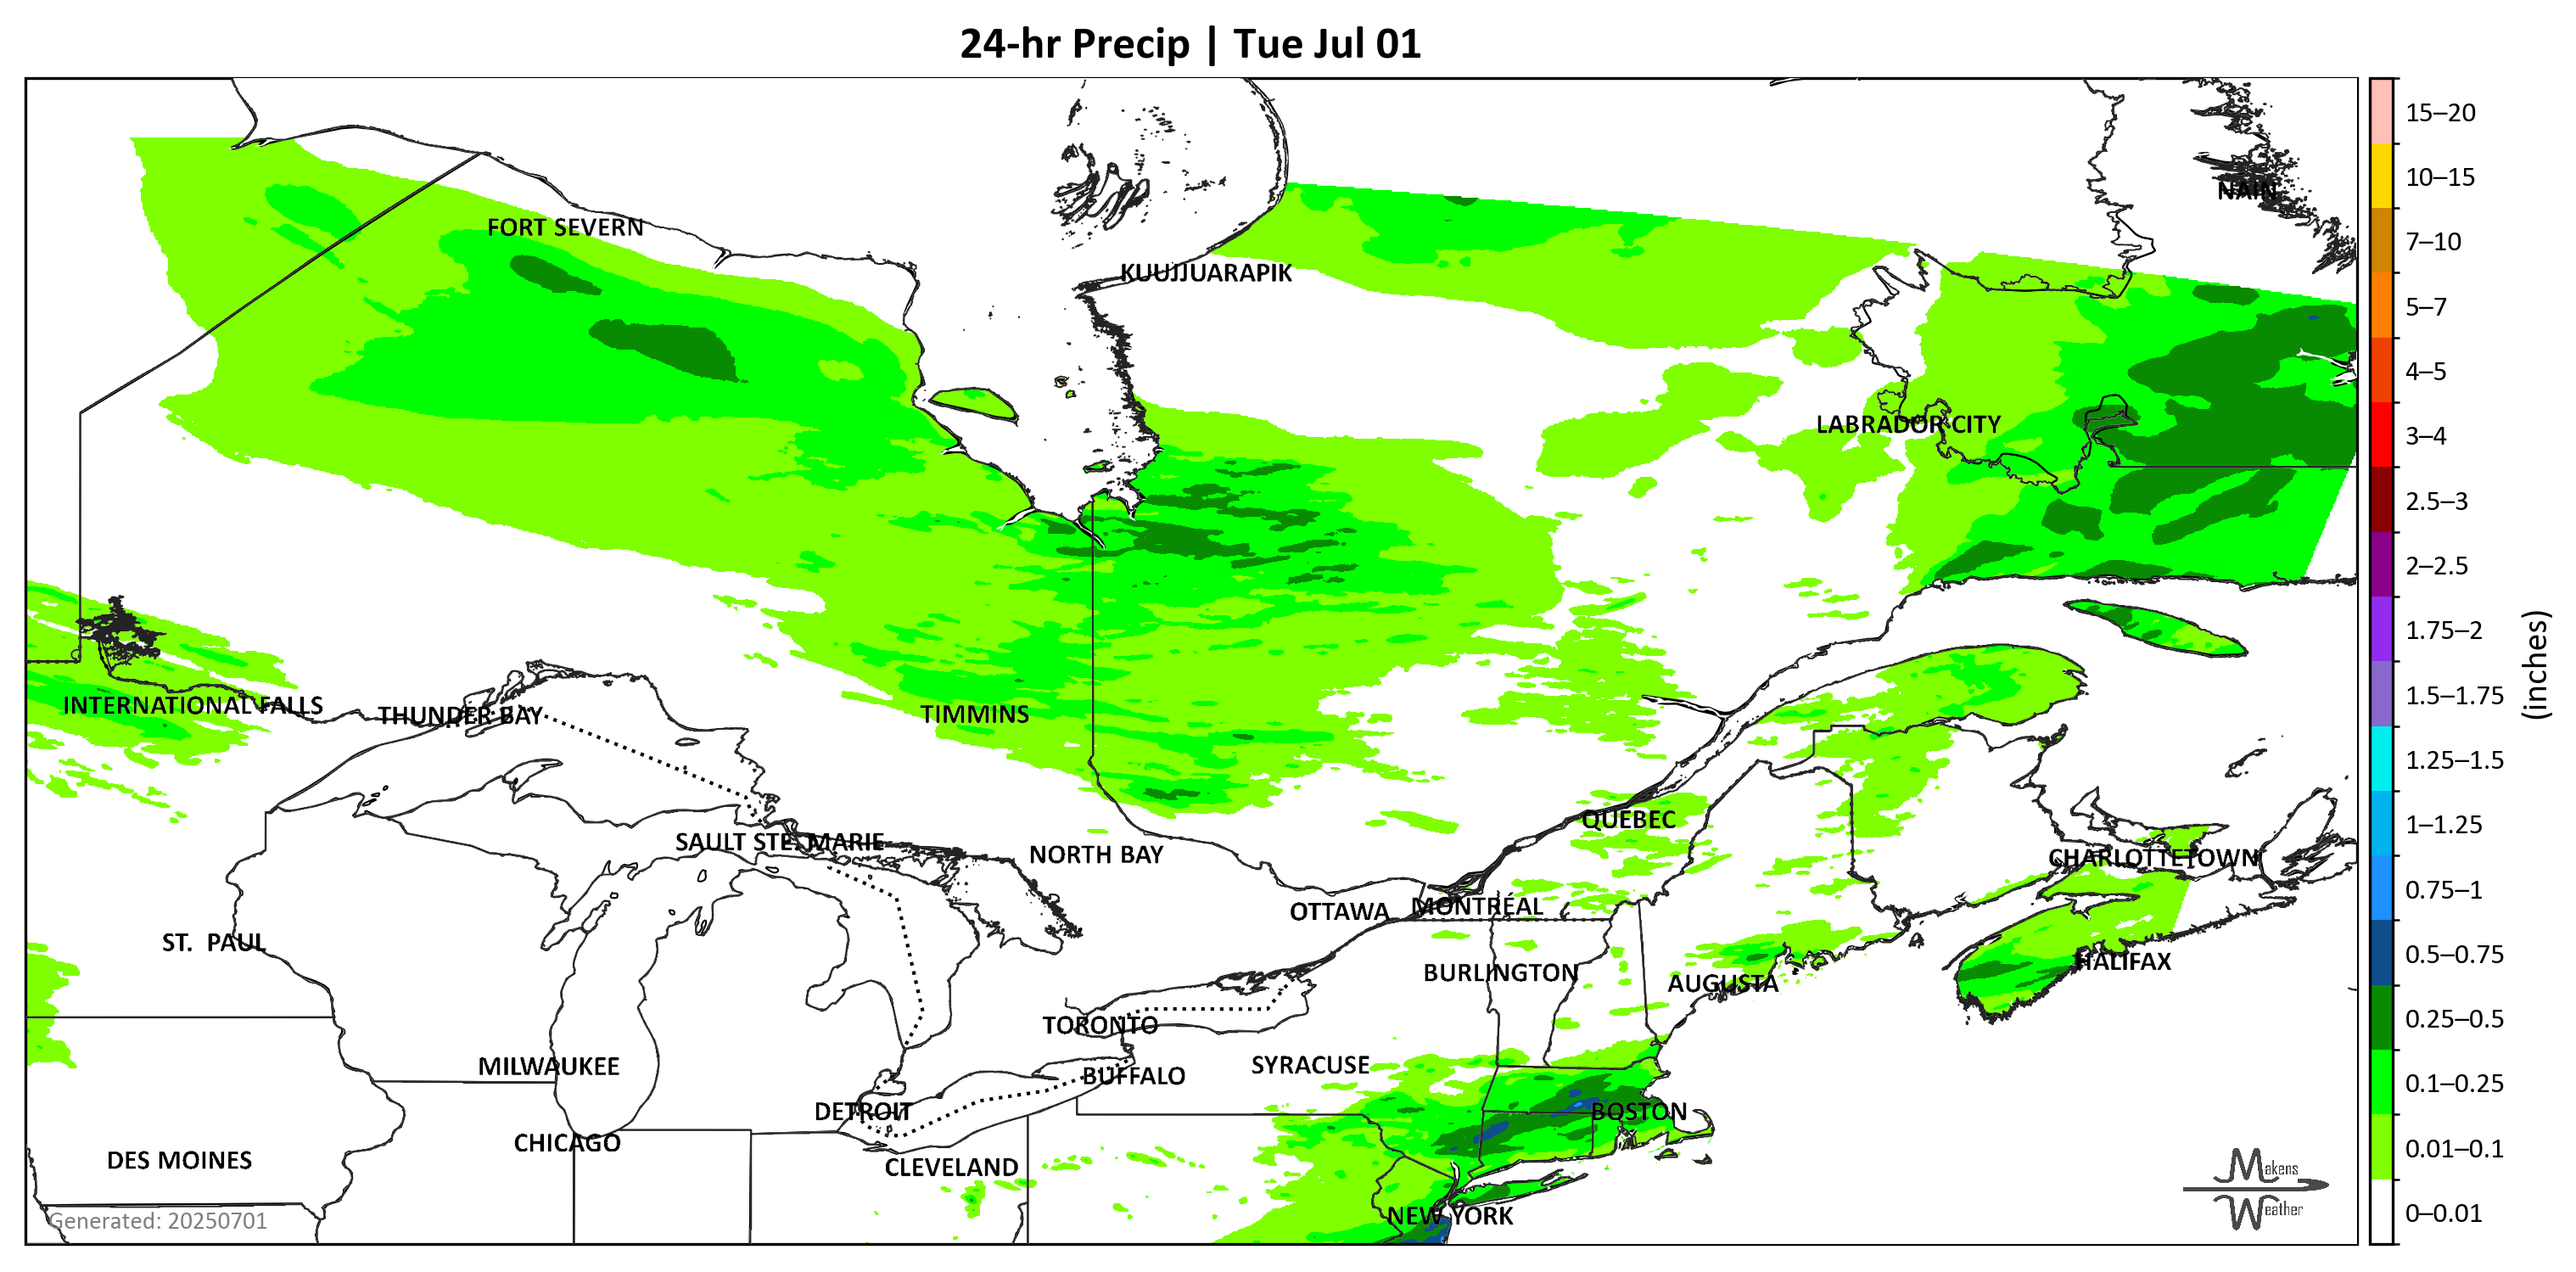 24-hr Precip | Tue Jul 01
NAIN
FORT SEVERN
KUUJJUARAPIK
LABRADOR CITY
INTERNATIONAL FALLS
THUNDER BAY
TIMMINS
SAULT STE. MARIE
NORTH BAY
QUEBEC
CHARLOTTETOWN
OTTAWA
MONTRÉAL
ST.  PAUL
BURLINGTON
AUGUSTA
HALIFAX
TORONTO
MILWAUKEE
SYRACUSE
BUFFALO
DETROIT
BOSTON
CHICAGO
DES MOINES
CLEVELAND
NEW YORK
Generated: 20250701
Makens
Weather
15–20
10–15
7–10
5–7
4–5
3–4
2.5–3
2–2.5
1.75–2
1.5–1.75
1.25–1.5
1–1.25
0.75–1
0.5–0.75
0.25–0.5
0.1–0.25
0.01–0.1
0–0.01
(inches)